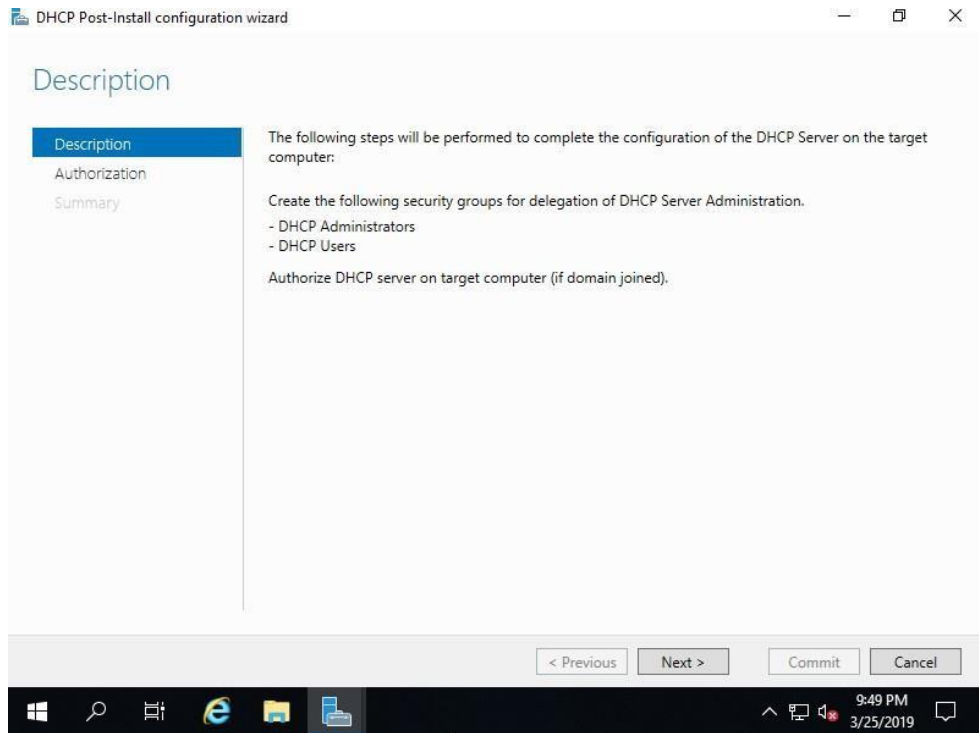 DHCP Post-Install configuration wizard
Description
Description
Authorization
Summary
The following steps will be performed to complete the configuration of the DHCP Server on the target
computer:
Create the following security groups for delegation of DHCP Server Administration.
- DHCP Administrators
- DHCP Users
Authorize DHCP server on target computer (if domain joined).
< Previous
Next >
Commit
Cancel
9:49 PM
3/25/2019